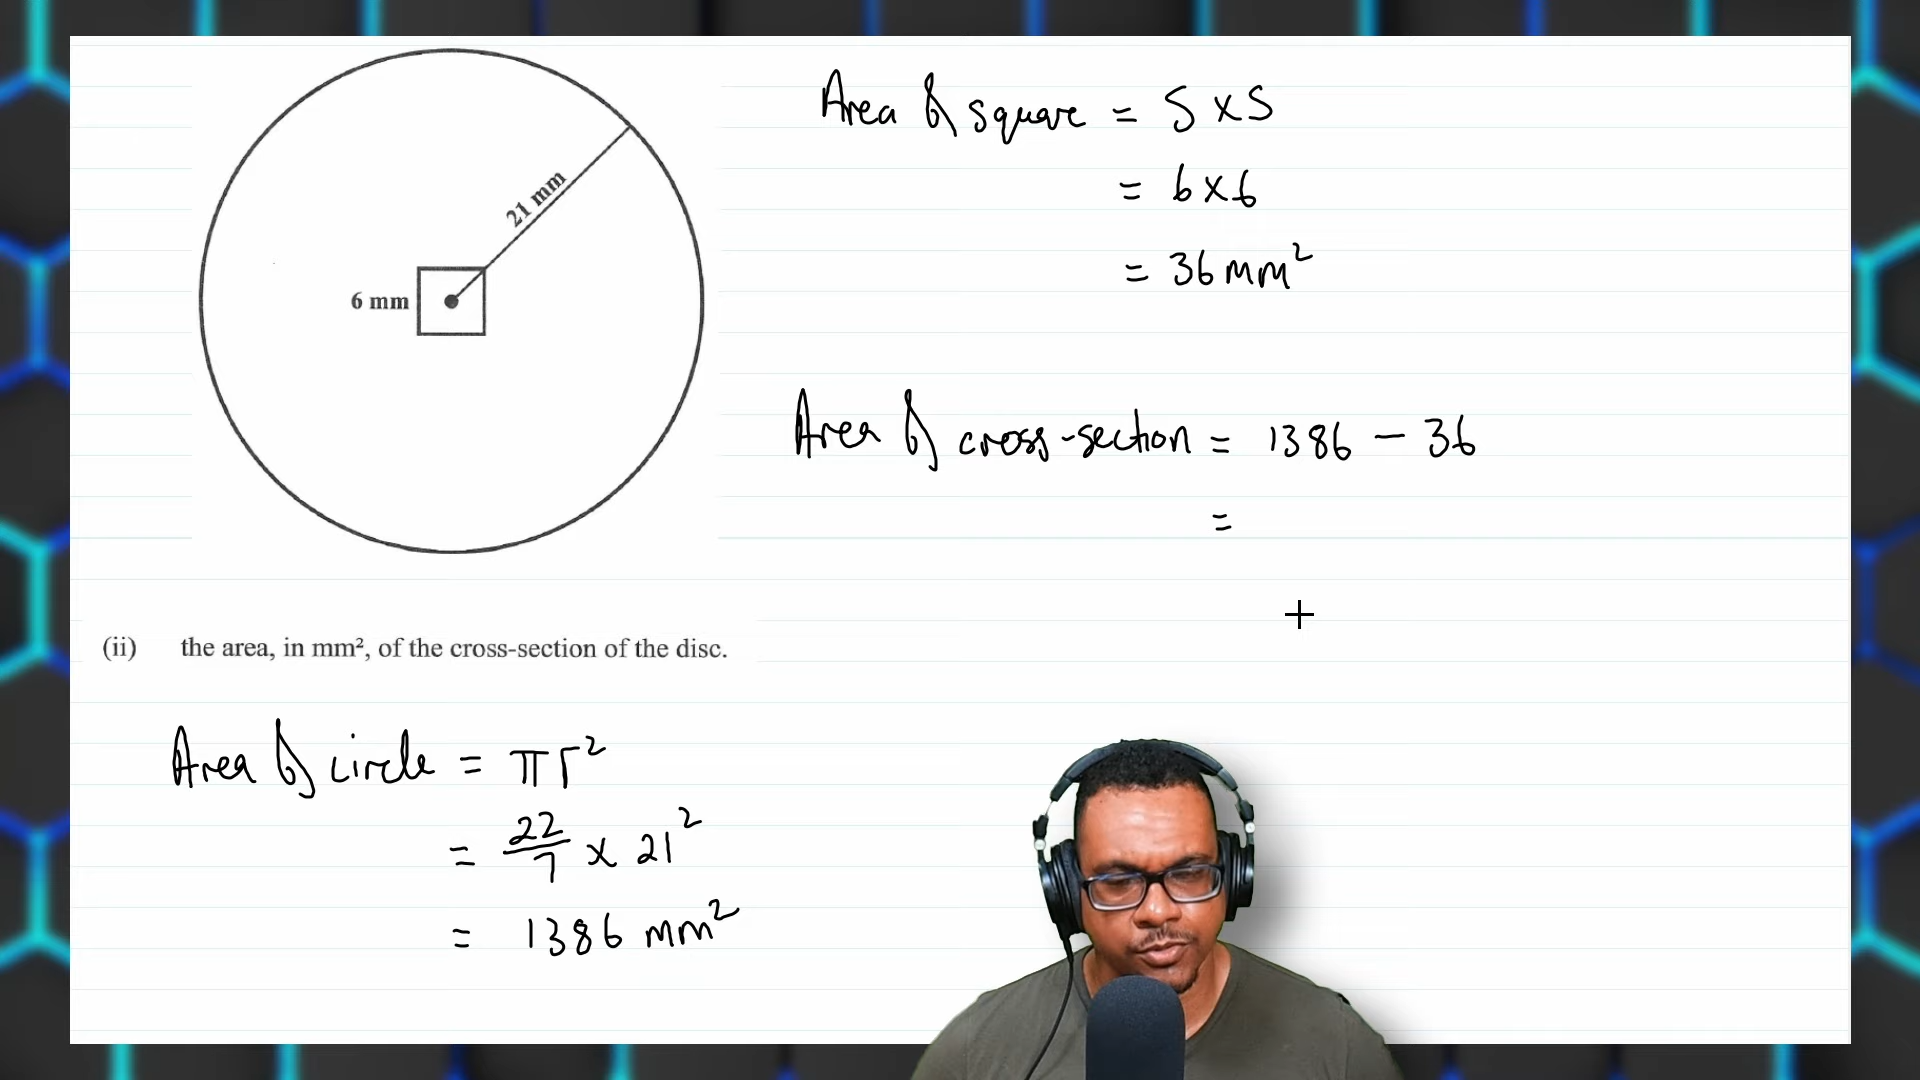 21 mm
6 mm
(ii) the area, in mm², of the cross-section of the disc.
Area of circle = πr²
= 22/7 × 21²
= 1386 mm²
Area of square = S × S
= 6 × 6
= 36 mm²
Area of cross-section = 1386 − 36
=